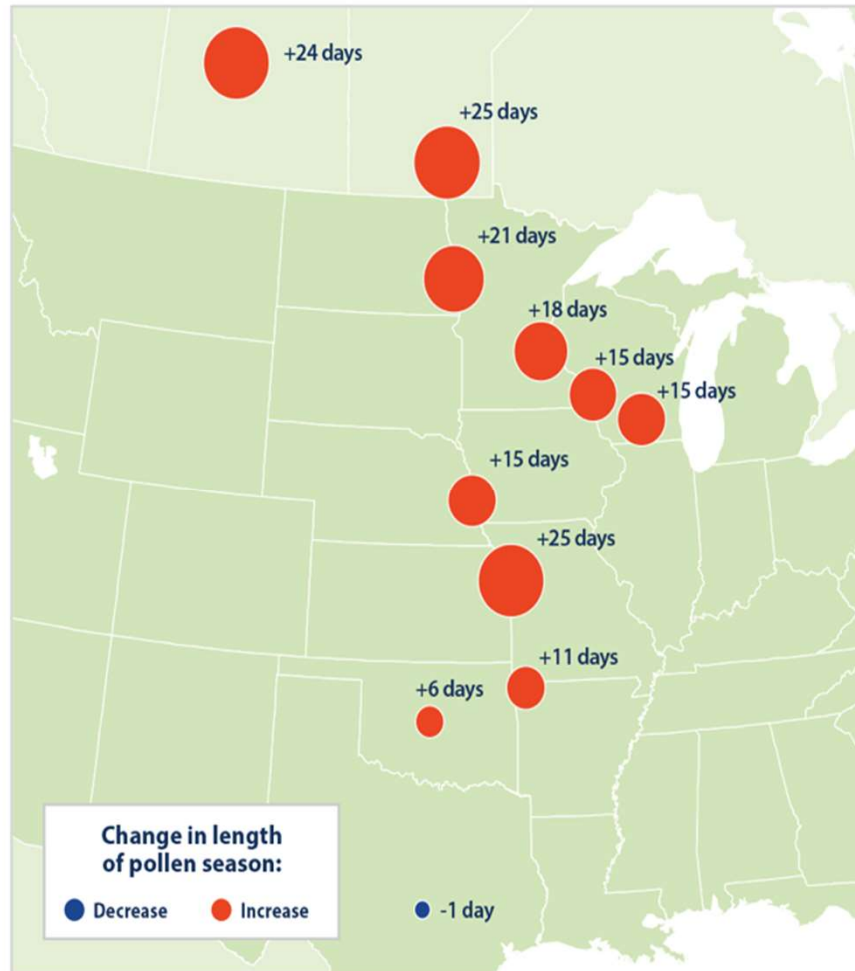 +24 days
+25 days
+21 days
+18 days
+15 days
+15 days
+15 days
+25 days
+11 days
+6 days
Change in length
of pollen season:
Decrease
Increase
-1 day